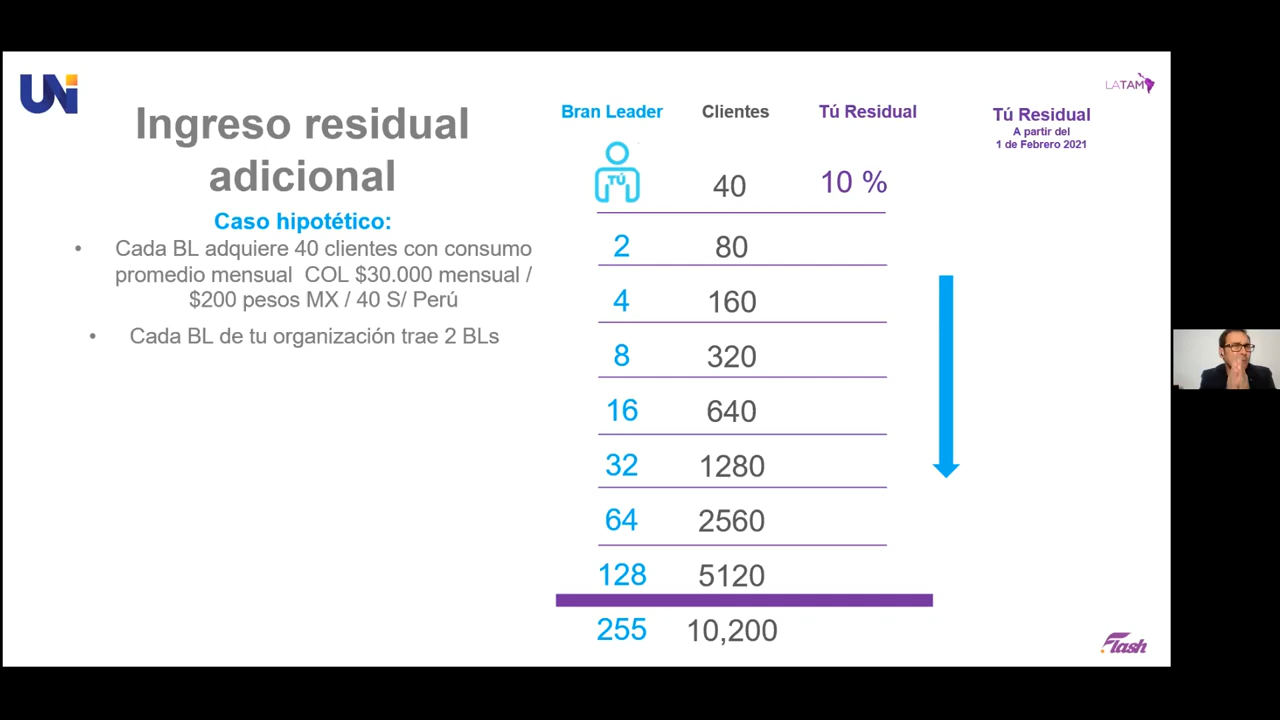 UNi
LATAM
Ingreso residual
adicional
Caso hipotético:
• Cada BL adquiere 40 clientes con consumo
promedio mensual COL $30.000 mensual /
$200 pesos MX / 40 S/ Perú
• Cada BL de tu organización trae 2 BLs
Bran Leader Clientes Tú Residual
TÚ 40 10 %
2 80
4 160
8 320
16 640
32 1280
64 2560
128 5120
255 10,200
Tú Residual
A partir del
1 de Febrero 2021
Flash